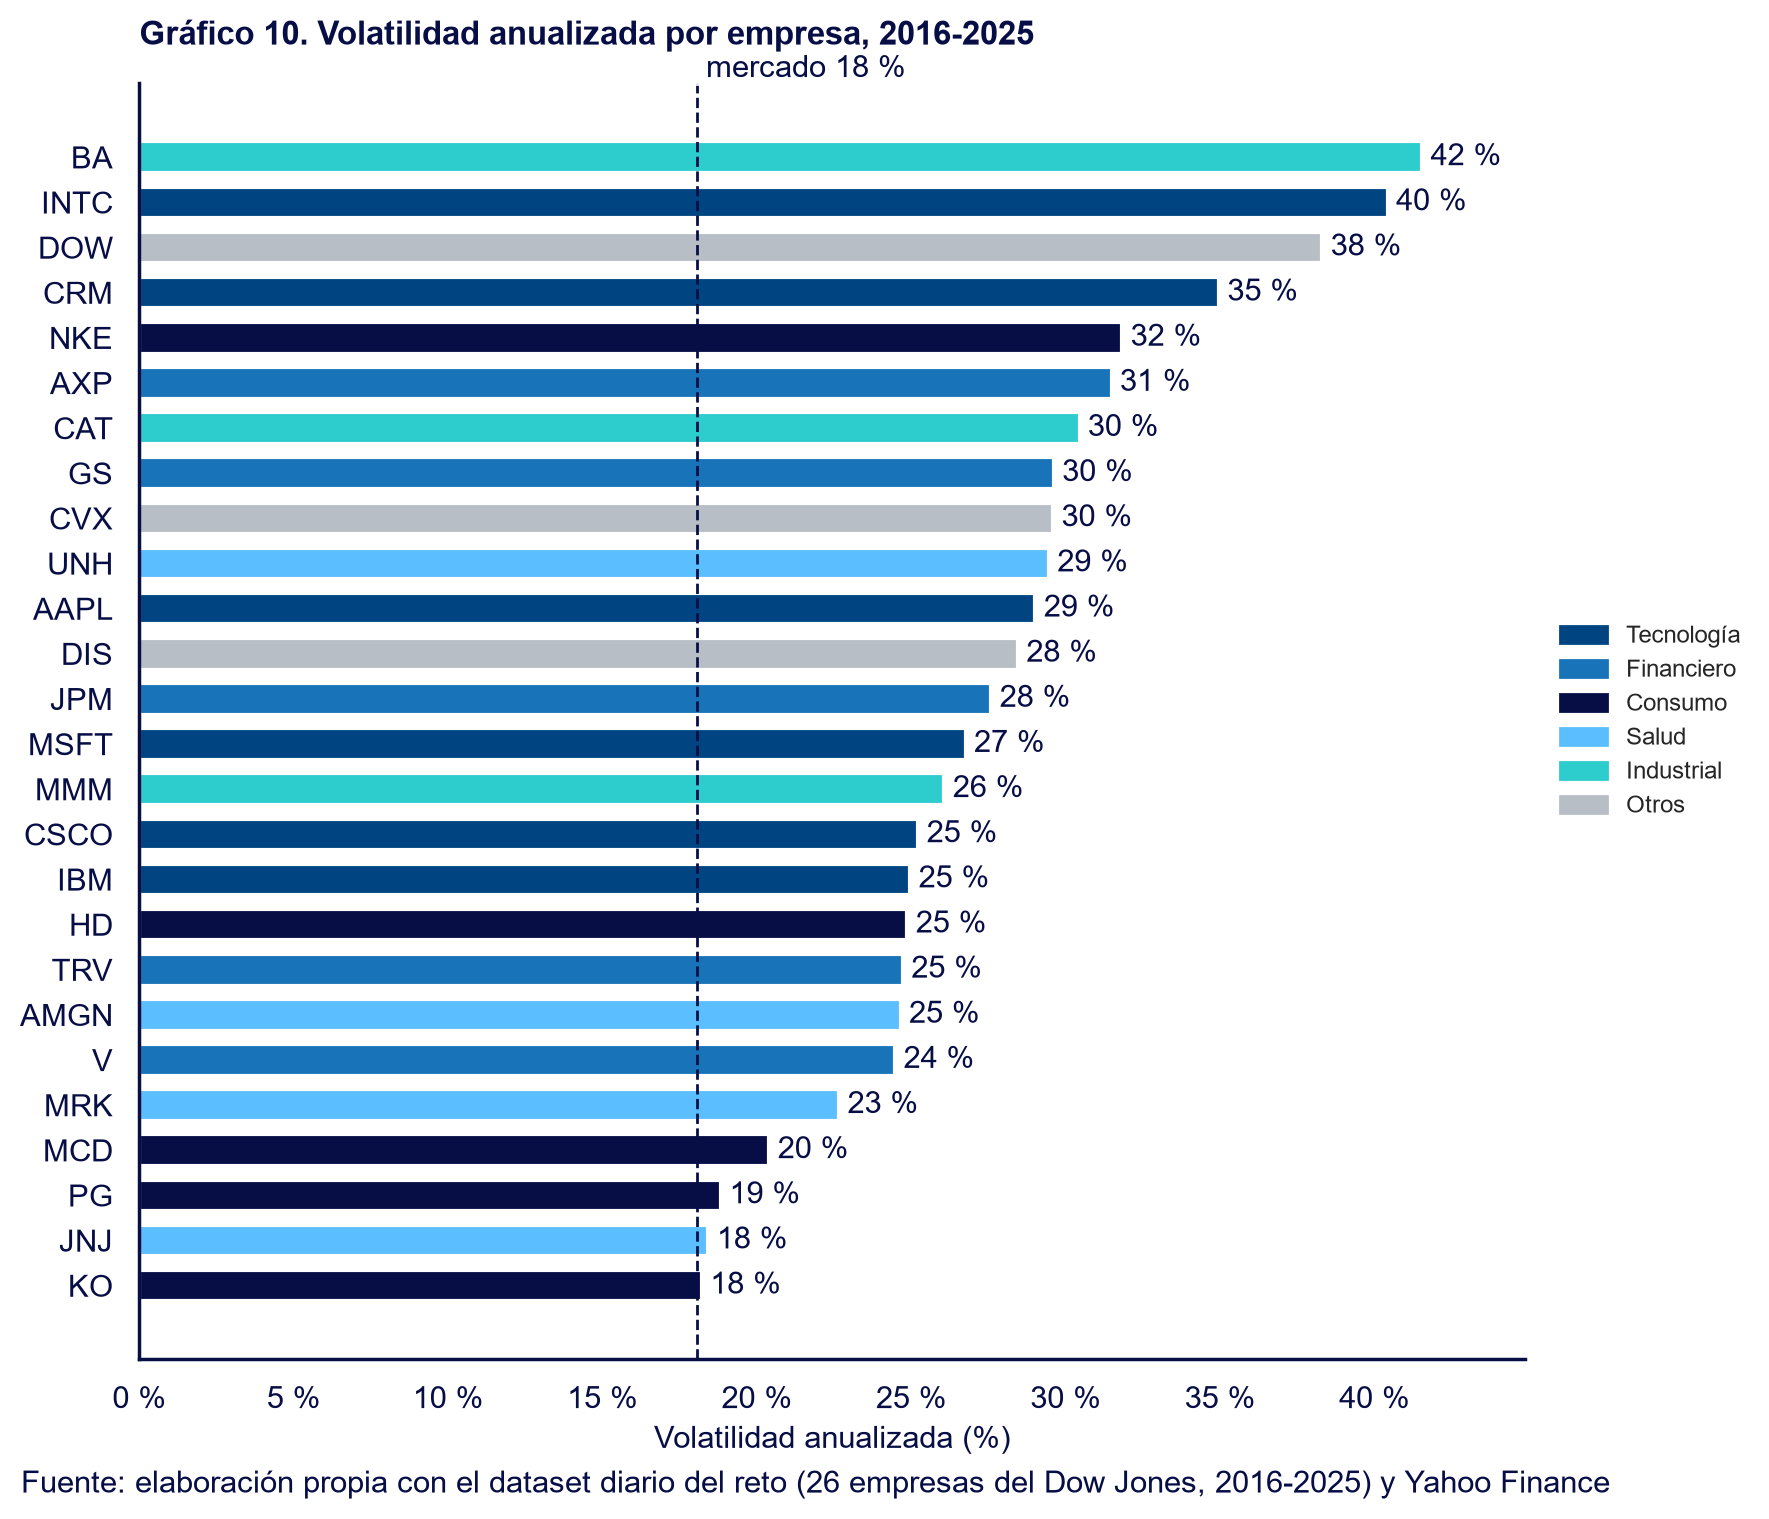 Gráfico 10. Volatilidad anualizada por empresa, 2016-2025
mercado 18 %
BA 42 %
INTC 40 %
DOW 38 %
CRM 35 %
NKE 32 %
AXP 31 %
CAT 30 %
GS 30 %
CVX 30 %
UNH 29 %
AAPL 29 %
DIS 28 %
JPM 28 %
MSFT 27 %
MMM 26 %
CSCO 25 %
IBM 25 %
HD 25 %
TRV 25 %
AMGN 25 %
V 24 %
MRK 23 %
MCD 20 %
PG 19 %
JNJ 18 %
KO 18 %
Tecnología
Financiero
Consumo
Salud
Industrial
Otros
0 % 5 % 10 % 15 % 20 % 25 % 30 % 35 % 40 %
Volatilidad anualizada (%)
Fuente: elaboración propia con el dataset diario del reto (26 empresas del Dow Jones, 2016-2025) y Yahoo Finance